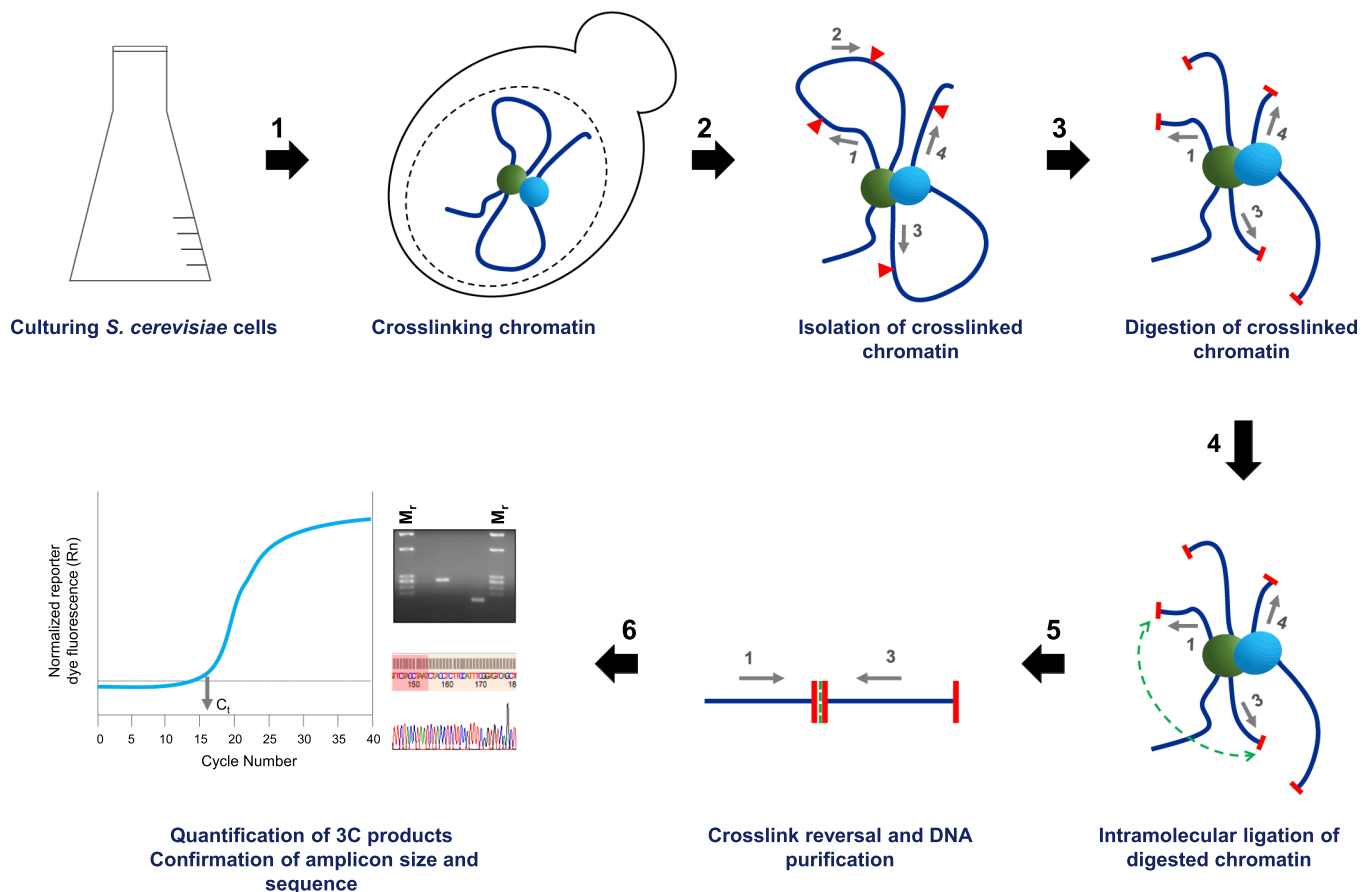 1
Culturing S. cerevisiae cells
Crosslinking chromatin
2
2
1
4
3
Isolation of crosslinked
chromatin
3
1
4
3
Digestion of crosslinked
chromatin
4
1
4
3
Intramolecular ligation of
digested chromatin
5
1
3
Crosslink reversal and DNA
purification
6
Normalized reporter
dye fluorescence (Rn)
Ct
0 5 10 15 20 25 30 35 40
Cycle Number
Mr Mr
150 160 170 18
Quantification of 3C products
Confirmation of amplicon size and
sequence